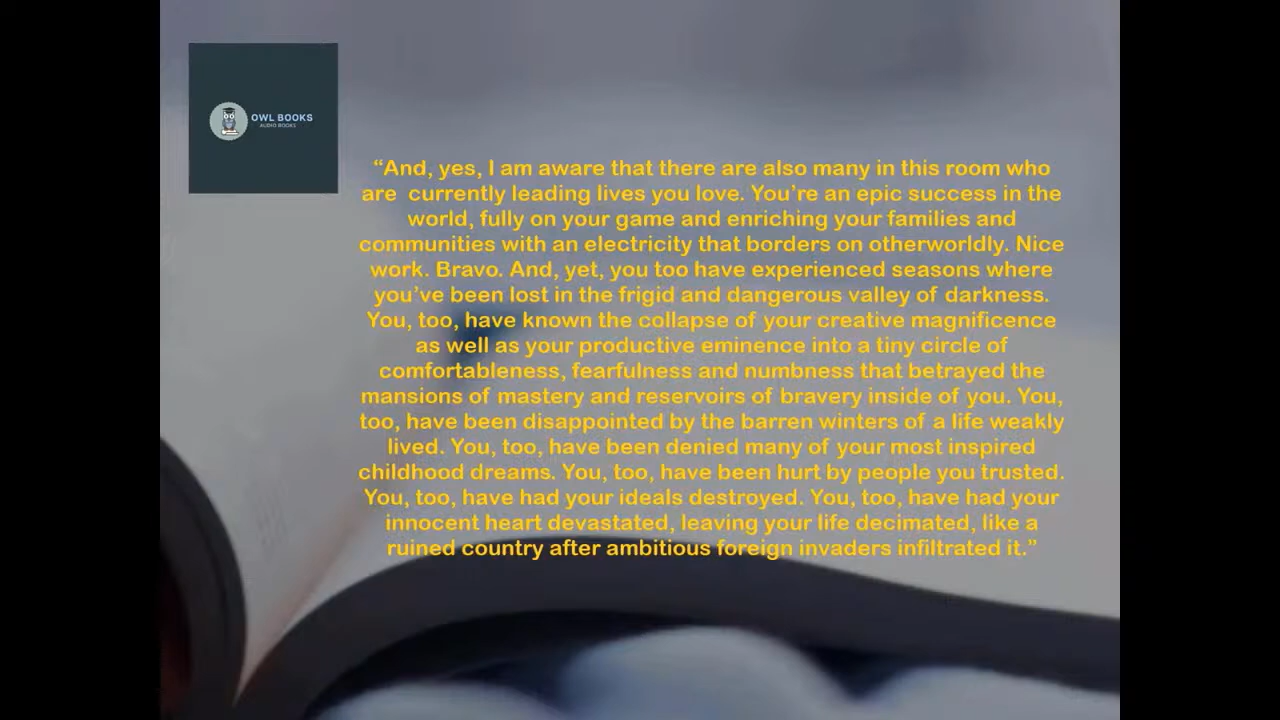 OWL BOOKS
AUDIO BOOKS
“And, yes, I am aware that there are also many in this room who
are currently leading lives you love. You’re an epic success in the
world, fully on your game and enriching your families and
communities with an electricity that borders on otherworldly. Nice
work. Bravo. And, yet, you too have experienced seasons where
you’ve been lost in the frigid and dangerous valley of darkness.
You, too, have known the collapse of your creative magnificence
as well as your productive eminence into a tiny circle of
comfortableness, fearfulness and numbness that betrayed the
mansions of mastery and reservoirs of bravery inside of you. You,
too, have been disappointed by the barren winters of a life weakly
lived. You, too, have been denied many of your most inspired
childhood dreams. You, too, have been hurt by people you trusted.
You, too, have had your ideals destroyed. You, too, have had your
innocent heart devastated, leaving your life decimated, like a
ruined country after ambitious foreign invaders infiltrated it.”